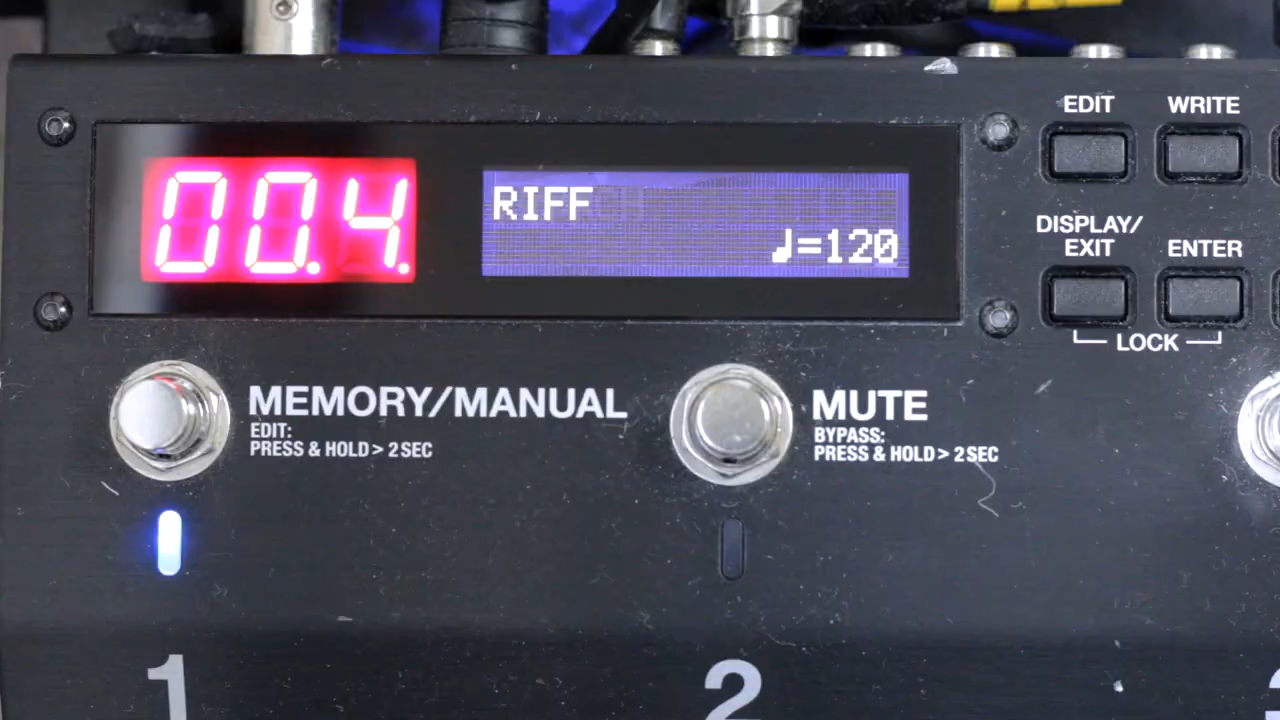 EDIT WRITE
00.4.
RIFF
♩=120
DISPLAY/
EXIT
ENTER
LOCK
MEMORY/MANUAL
EDIT:
PRESS & HOLD > 2 SEC
MUTE
BYPASS:
PRESS & HOLD > 2 SEC
1 2